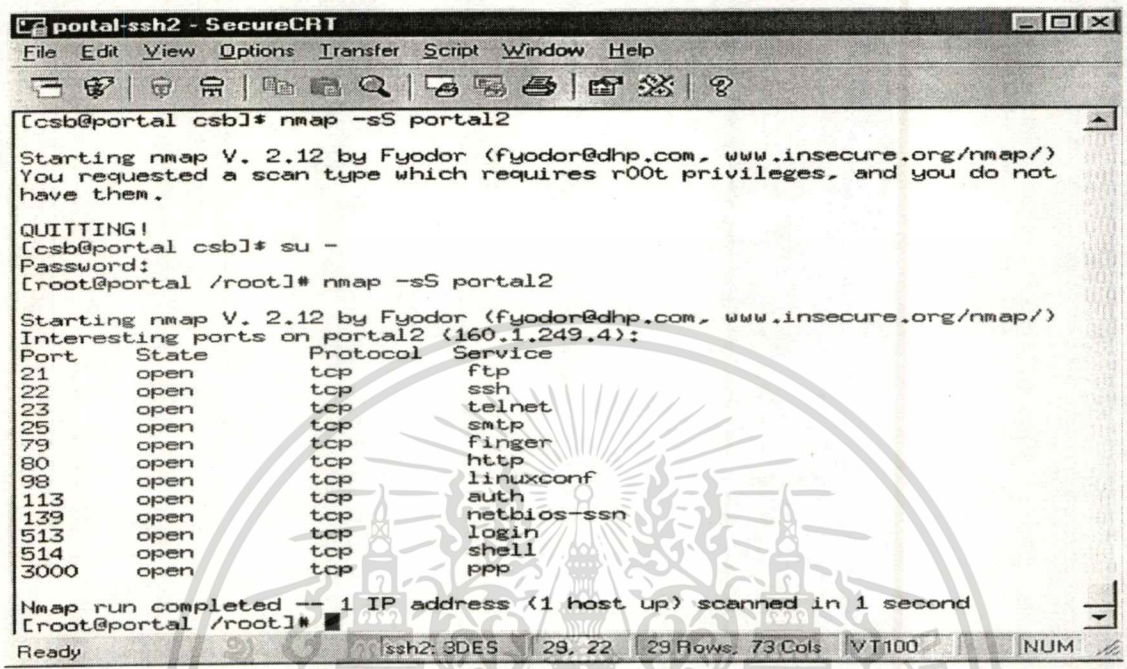 portal-ssh2 - SecureCRT
File Edit View Options Transfer Script Window Help
[csb@portal csb]$ nmap -sS portal2
Starting nmap V. 2.12 by Fyodor (fyodor@dhp.com, www.insecure.org/nmap/)
You requested a scan type which requires r00t privileges, and you do not
have them.
QUITTING!
[csb@portal csb]$ su -
Password:
[root@portal /root]# nmap -sS portal2
Starting nmap V. 2.12 by Fyodor (fyodor@dhp.com, www.insecure.org/nmap/)
Interesting ports on portal2 (160.1.249.4):
Port State Protocol Service
21 open tcp ftp
22 open tcp ssh
23 open tcp telnet
25 open tcp smtp
79 open tcp finger
80 open tcp http
98 open tcp linuxconf
113 open tcp auth
139 open tcp netbios-ssn
513 open tcp login
514 open tcp shell
3000 open tcp ppp
Nmap run completed -- 1 IP address (1 host up) scanned in 1 second
[root@portal /root]#
Ready ssh2: 3DES 29, 22 29 Rows, 73 Cols VT100 NUM